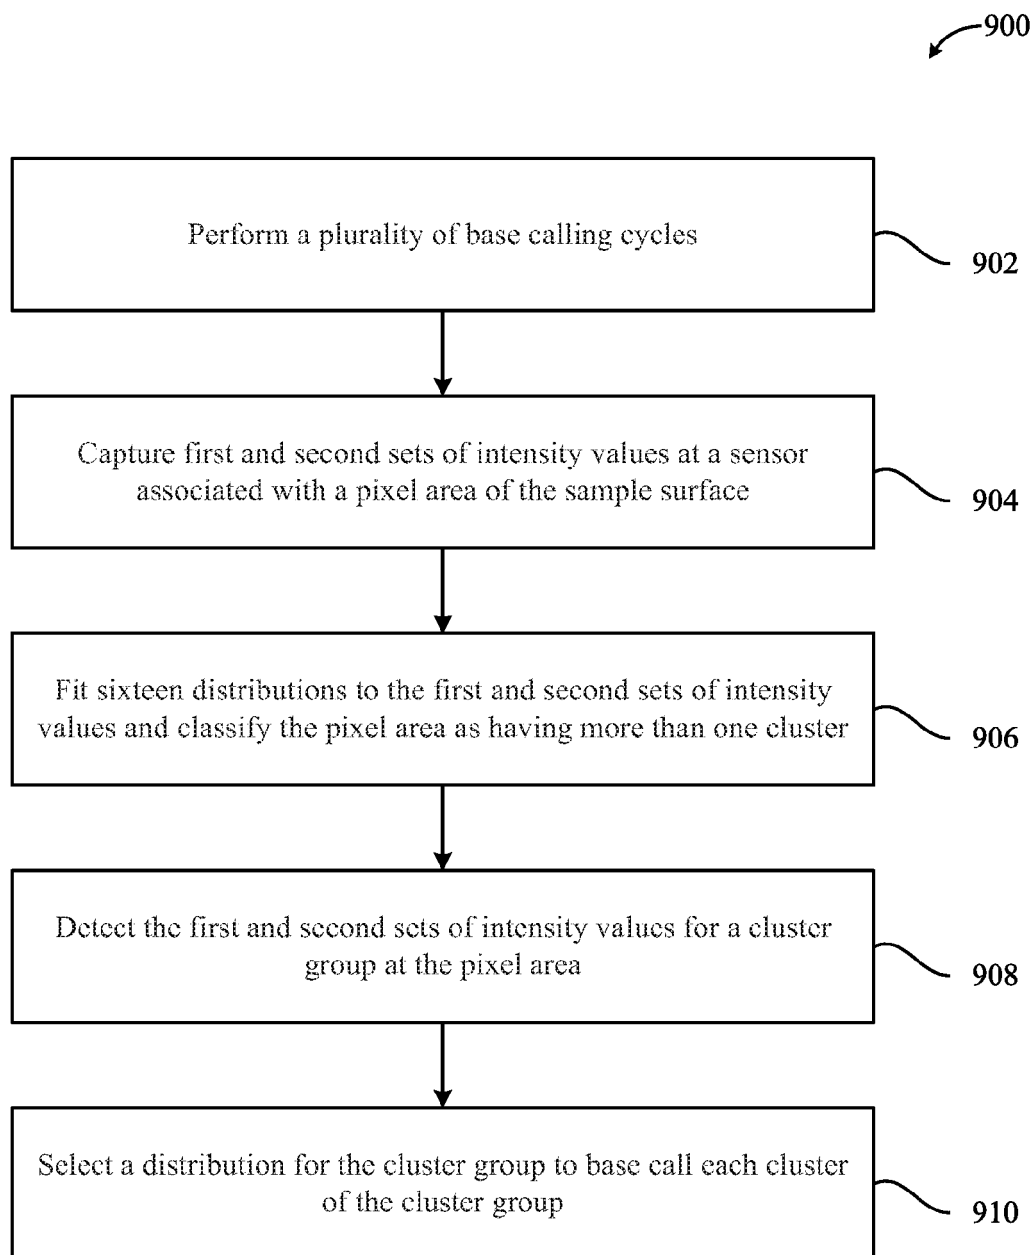 900
Perform a plurality of base calling cycles
902
Capture first and second sets of intensity values at a sensor
associated with a pixel area of the sample surface
904
Fit sixteen distributions to the first and second sets of intensity
values and classify the pixel area as having more than one cluster
906
Detect the first and second sets of intensity values for a cluster
group at the pixel area
908
Select a distribution for the cluster group to base call each cluster
of the cluster group
910